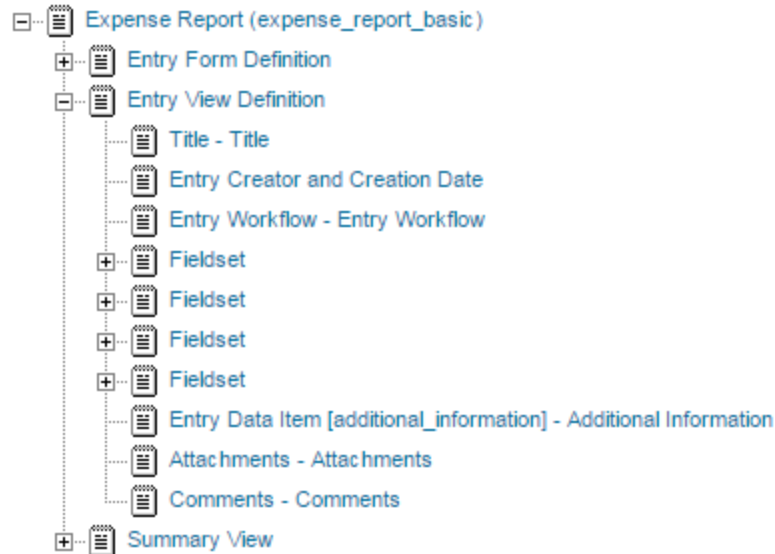 Expense Report (expense_report_basic)
Entry Form Definition
Entry View Definition
Title - Title
Entry Creator and Creation Date
Entry Workflow - Entry Workflow
Fieldset
Fieldset
Fieldset
Fieldset
Entry Data Item [additional_information] - Additional Information
Attachments - Attachments
Comments - Comments
Summary View